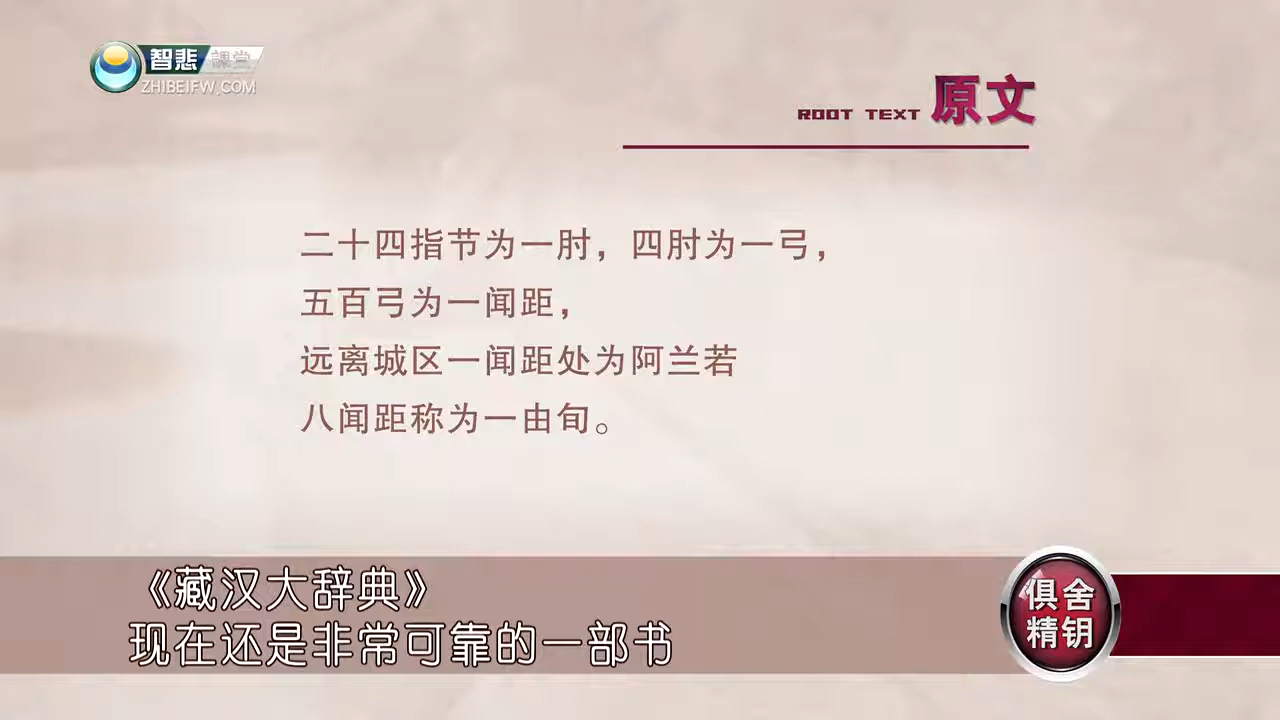 智悲课堂
ZHIBEIFW.COM
ROOT TEXT 原文
二十四指节为一肘，四肘为一弓，
五百弓为一闻距，
远离城区一闻距处为阿兰若
八闻距称为一由旬。
《藏汉大辞典》
现在还是非常可靠的一部书
俱舍
精钥